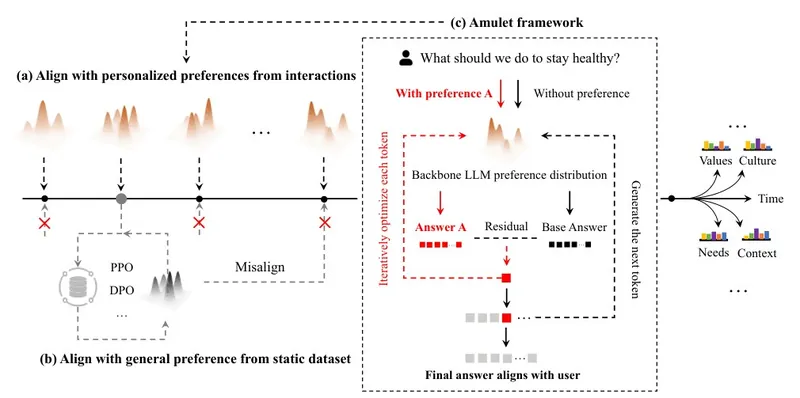 (c) Amulet framework
(a) Align with personalized preferences from interactions
...
PPO
DPO
...
Misalign
(b) Align with general preference from static dataset
What should we do to stay healthy?
With preference A
Without preference
Backbone LLM preference distribution
Answer A
Residual
Base Answer
Iteratively optimize each token
Generate the next token
...
...
Final answer aligns with user
...
Values
Culture
Time
Needs
Context
...